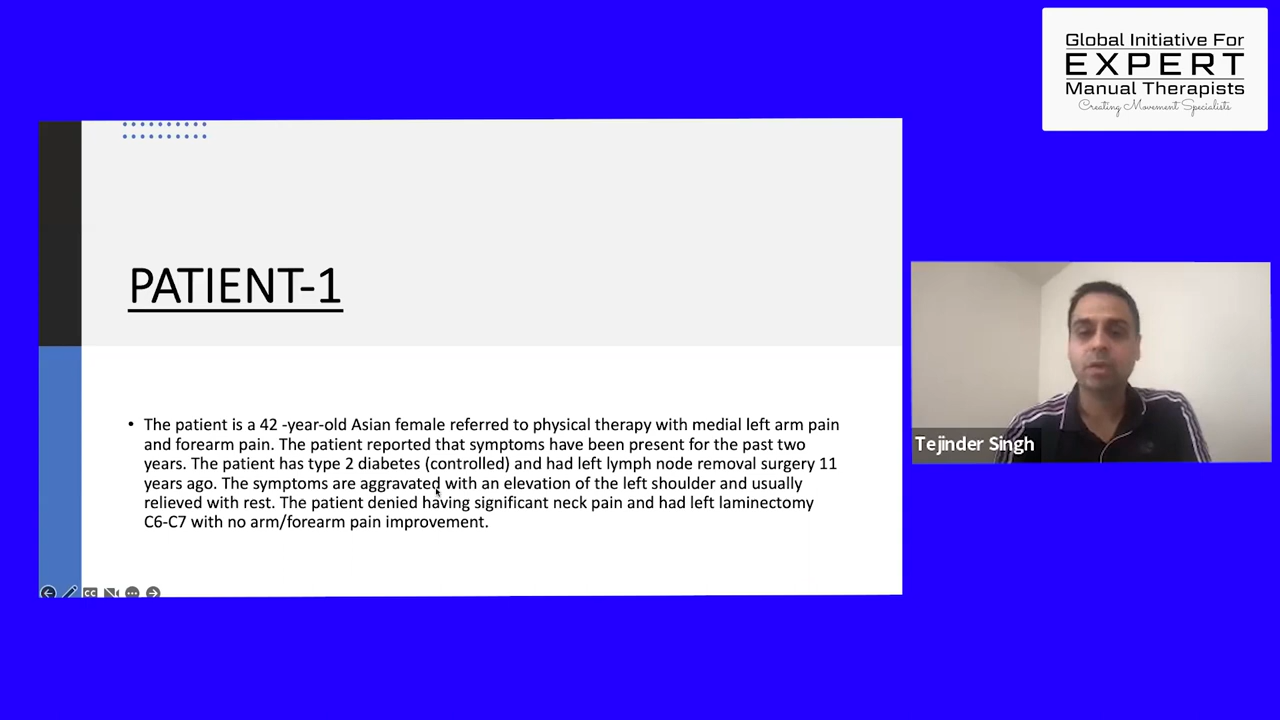 Global Initiative For
EXPERT
Manual Therapists
Creating Movement Specialists
PATIENT-1
• The patient is a 42 -year-old Asian female referred to physical therapy with medial left arm pain
and forearm pain. The patient reported that symptoms have been present for the past two
years. The patient has type 2 diabetes (controlled) and had left lymph node removal surgery 11
years ago. The symptoms are aggravated with an elevation of the left shoulder and usually
relieved with rest. The patient denied having significant neck pain and had left laminectomy
C6-C7 with no arm/forearm pain improvement.
Tejinder Singh
CC